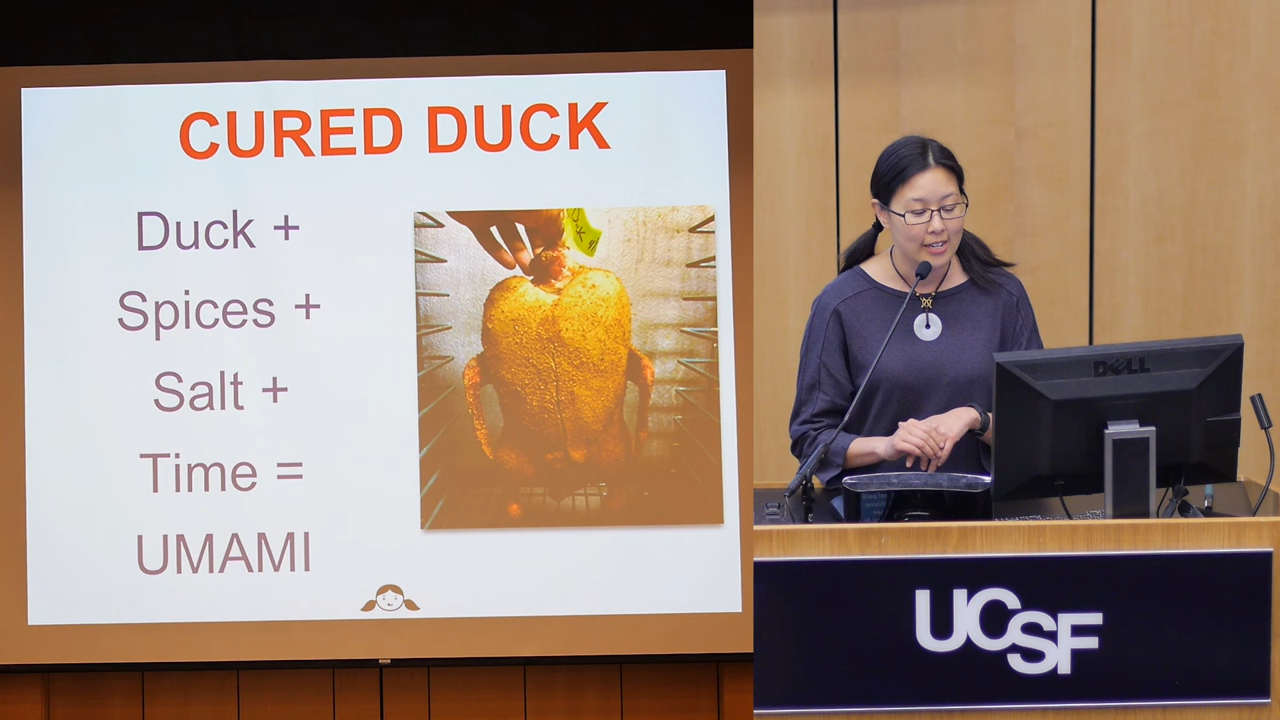 CURED DUCK
Duck +
Spices +
Salt +
Time =
UMAMI
DELL
UCSF